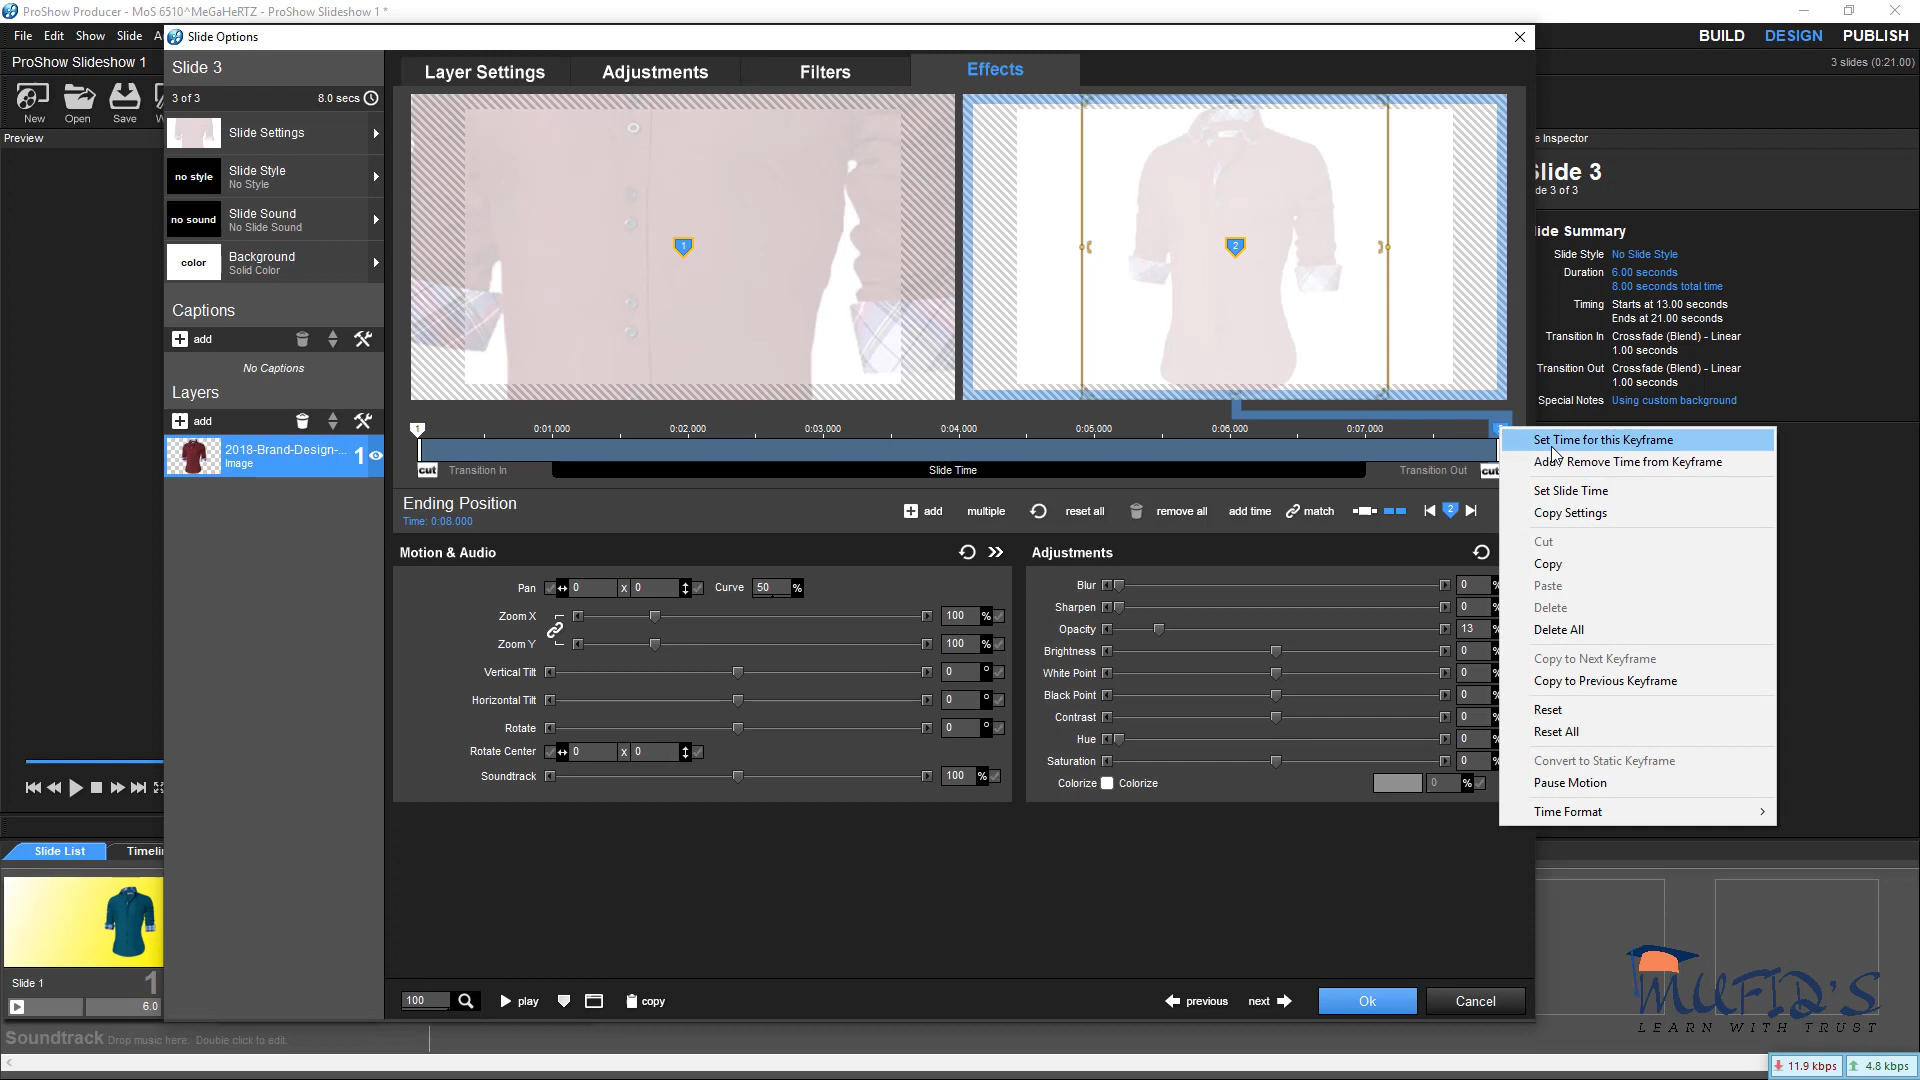 ProShow Producer - MoS 6510^MeGaHeRTZ - ProShow Slideshow 1 *
File Edit Show Slide A
BUILD DESIGN PUBLISH
Slide Options
ProShow Slideshow 1
3 slides (0:21.00)
Slide 3
3 of 3 8.0 secs
New Open Save W
Preview
Slide Settings
no style Slide Style
No Style
no sound Slide Sound
No Slide Sound
color Background
Solid Color
Captions
add
No Captions
Layers
add
2018-Brand-Design-... 1
Image
Layer Settings Adjustments Filters Effects
1
2
1 0:01.000 0:02.000 0:03.000 0:04.000 0:06.000 0:07.000
cut Transition In Slide Time Transition Out cut
Ending Position
Time: 0:08.000
add multiple reset all remove all add time match 2
Motion & Audio
Pan 0 x 0 Curve 50 %
Zoom X 100 %
Zoom Y 100 %
Vertical Tilt 0 °
Horizontal Tilt 0 °
Rotate 0 °
Rotate Center 0 x 0
Soundtrack 100 %
Adjustments
Blur 0 %
Sharpen 0 %
Opacity 13 %
Brightness 0 %
White Point 0 %
Black Point 0 %
Contrast 0 %
Hue 0 %
Saturation 0 %
Colorize Colorize 0 %
Set Time for this Keyframe
Add / Remove Time from Keyframe
Set Slide Time
Copy Settings
Cut
Copy
Paste
Delete
Delete All
Copy to Next Keyframe
Copy to Previous Keyframe
Reset
Reset All
Convert to Static Keyframe
Pause Motion
Time Format
e Inspector
Slide 3
de 3 of 3
lide Summary
Slide Style No Slide Style
Duration 6.00 seconds
8.00 seconds total time
Timing Starts at 13.00 seconds
Ends at 21.00 seconds
Transition In Crossfade (Blend) - Linear
1.00 seconds
Transition Out Crossfade (Blend) - Linear
1.00 seconds
Special Notes Using custom background
Slide List Timeli
Slide 1 1
6.0
100 play copy
previous next Ok Cancel
Soundtrack Drop music here. Double click to edit.
MUFID'S
LEARN WITH TRUST
11.9 kbps 4.8 kbps